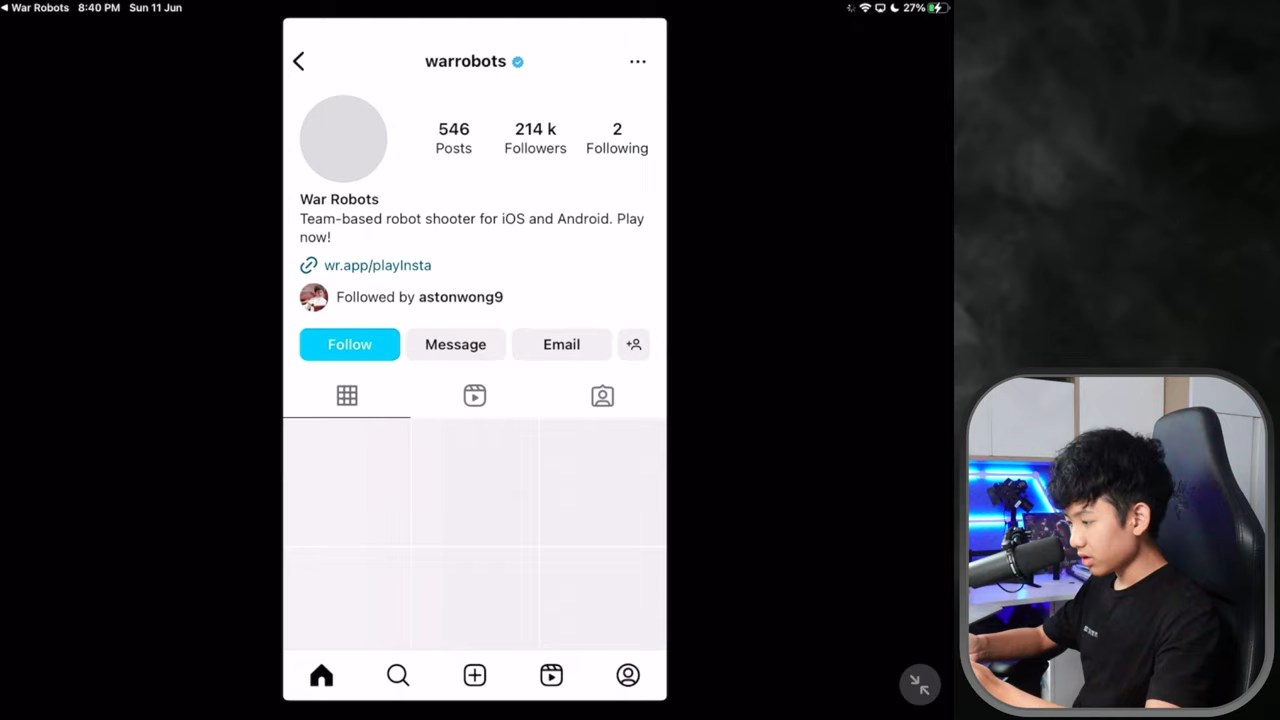 War Robots 8:40 PM Sun 11 Jun
27%
warrobots
546
Posts
214 k
Followers
2
Following
War Robots
Team-based robot shooter for iOS and Android. Play
now!
wr.app/playInsta
Followed by astonwong9
Follow
Message
Email